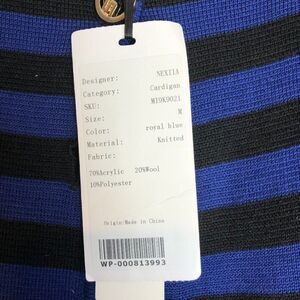 Designer: NEXIIA
Category: Cardigan
SKU: MI9K9021
Size: M
Color: royal blue
Material: Knitted
Fabric:
70%Acrylic 20%Wool
10%Polyester
Origin:Made in China
WP-000813993